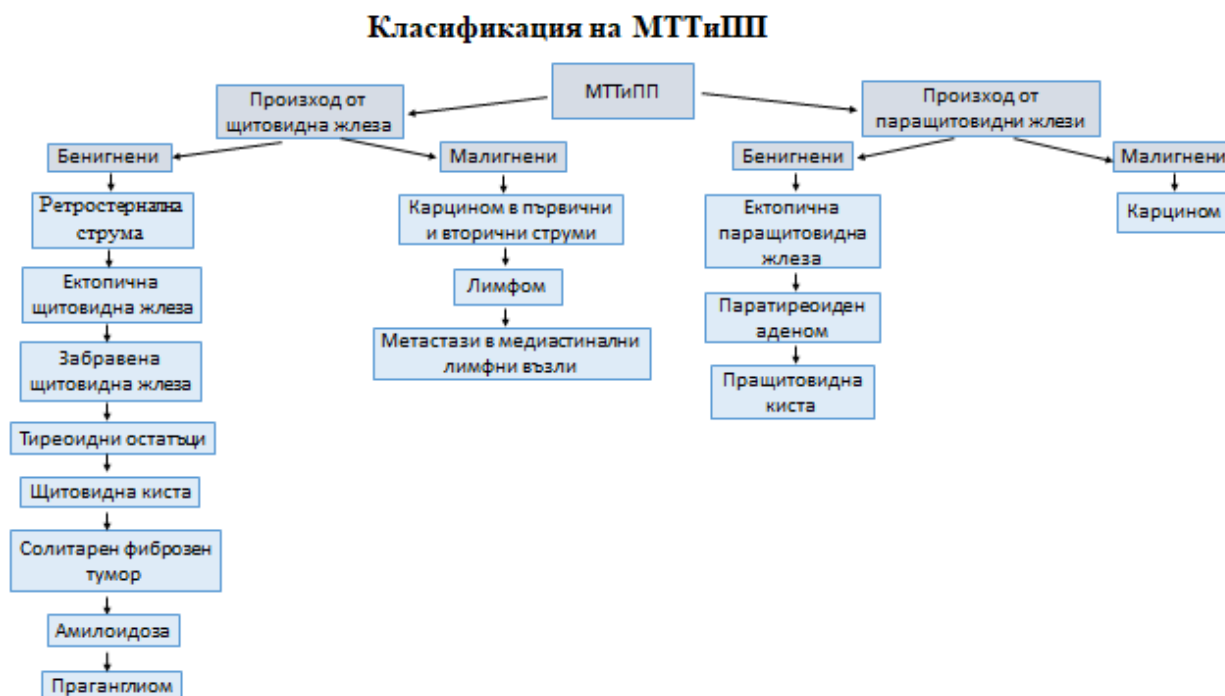 Класификация на МТТиПП
МТТиПП
Произход от
щитовидна жлеза
Произход от
паращитовидни жлези
Бенигнени
Малигнени
Бенигнени
Малигнени
Ретростернална
струма
Ектопична
щитовидна жлеза
Забравена
щитовидна жлеза
Тиреоидни остатъци
Щитовидна киста
Солитарен фиброзен
тумор
Амилоидоза
Праганглиом
Карцином в първични
и вторични струми
Лимфом
Метастази в медиастинални
лимфни възли
Ектопична
паращитовидна
жлеза
Паратиреоиден
аденом
Пращитовидна
киста
Карцином